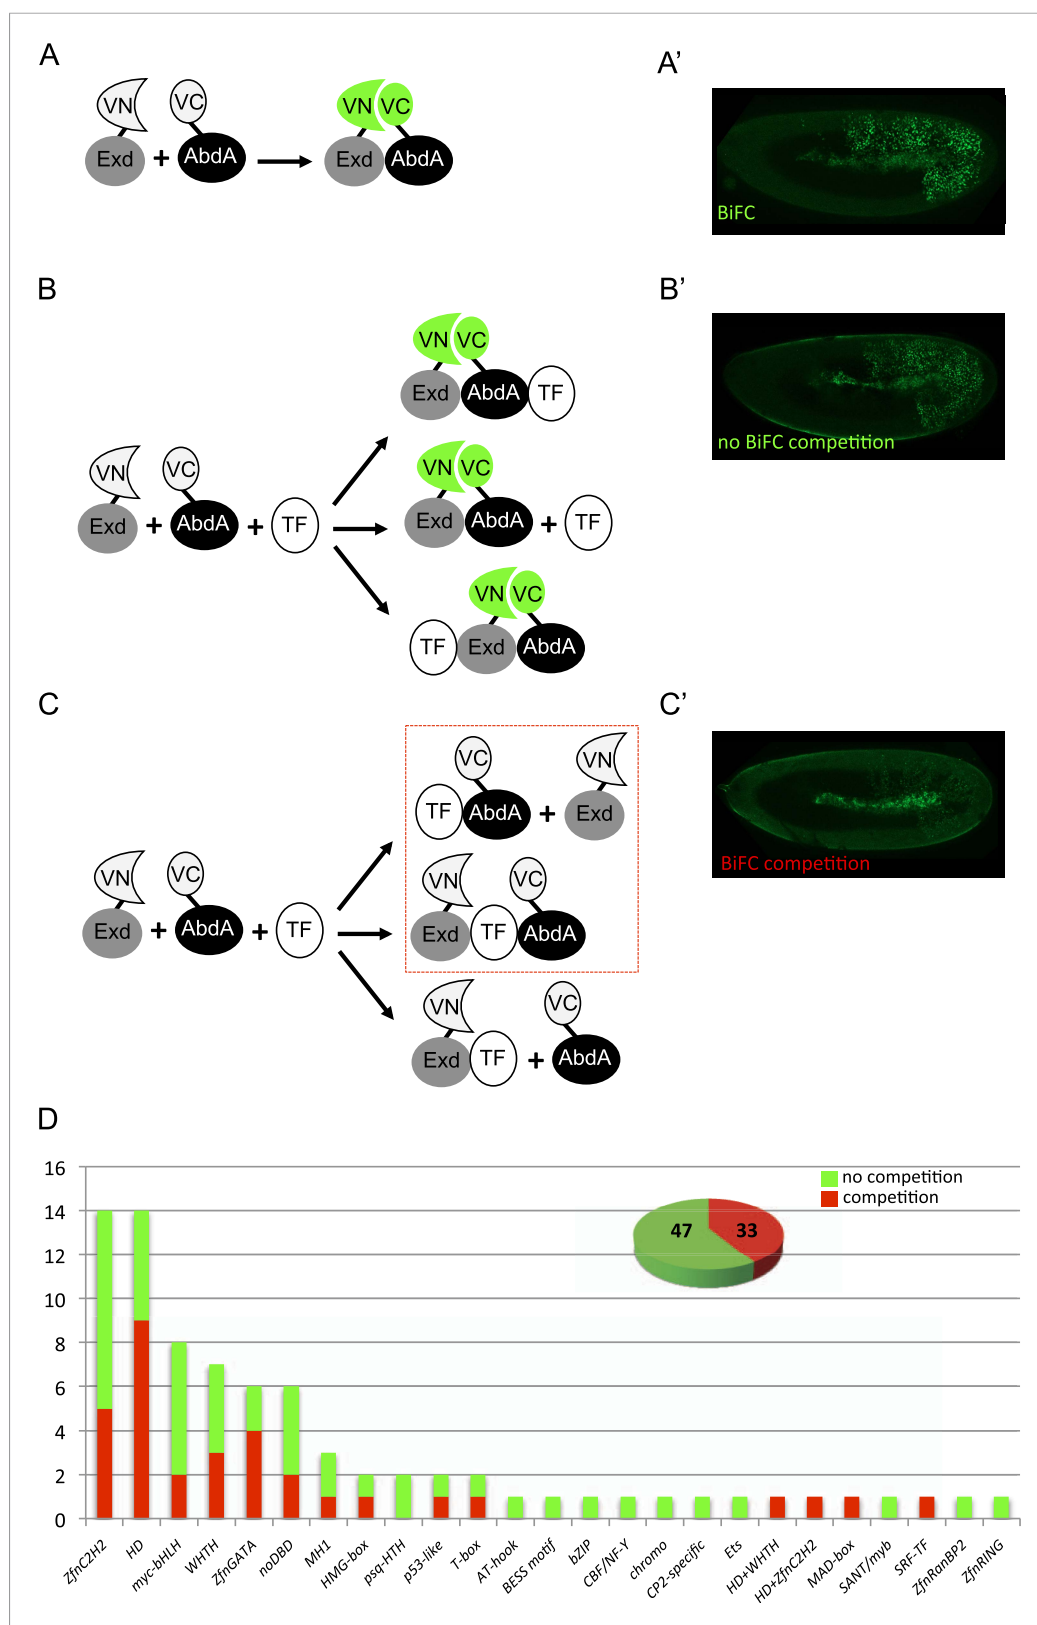 A
VN VC VN VC
Exd + AbdA Exd AbdA
A'
BiFC
B
VN VC
Exd AbdA TF
VN VC
Exd + AbdA + TF
VN VC
Exd AbdA + TF
VN VC
TF Exd AbdA
B'
no BiFC competition
C
VC VN
TF AbdA + Exd
VN VC
Exd + AbdA + TF
VN VC
Exd TF AbdA
VN VC
Exd TF + AbdA
C'
BiFC competition
D
16
14
12
10
8
6
4
2
0
no competition
competition
47 33
ZfnC2H2
HD
myc-bHLH
WHTH
ZfnGATA
noDBD
MH1
HMG-box
psq-HTH
p53-like
T-box
AT-hook
BESS motif
bZIP
CBF/NF-Y
chromo
CP2-specific
Ets
HD+WHTH
HD+ZfnC2H2
MAD-box
SANT/myb
SRF-TF
ZfnRanBP2
ZfnRING